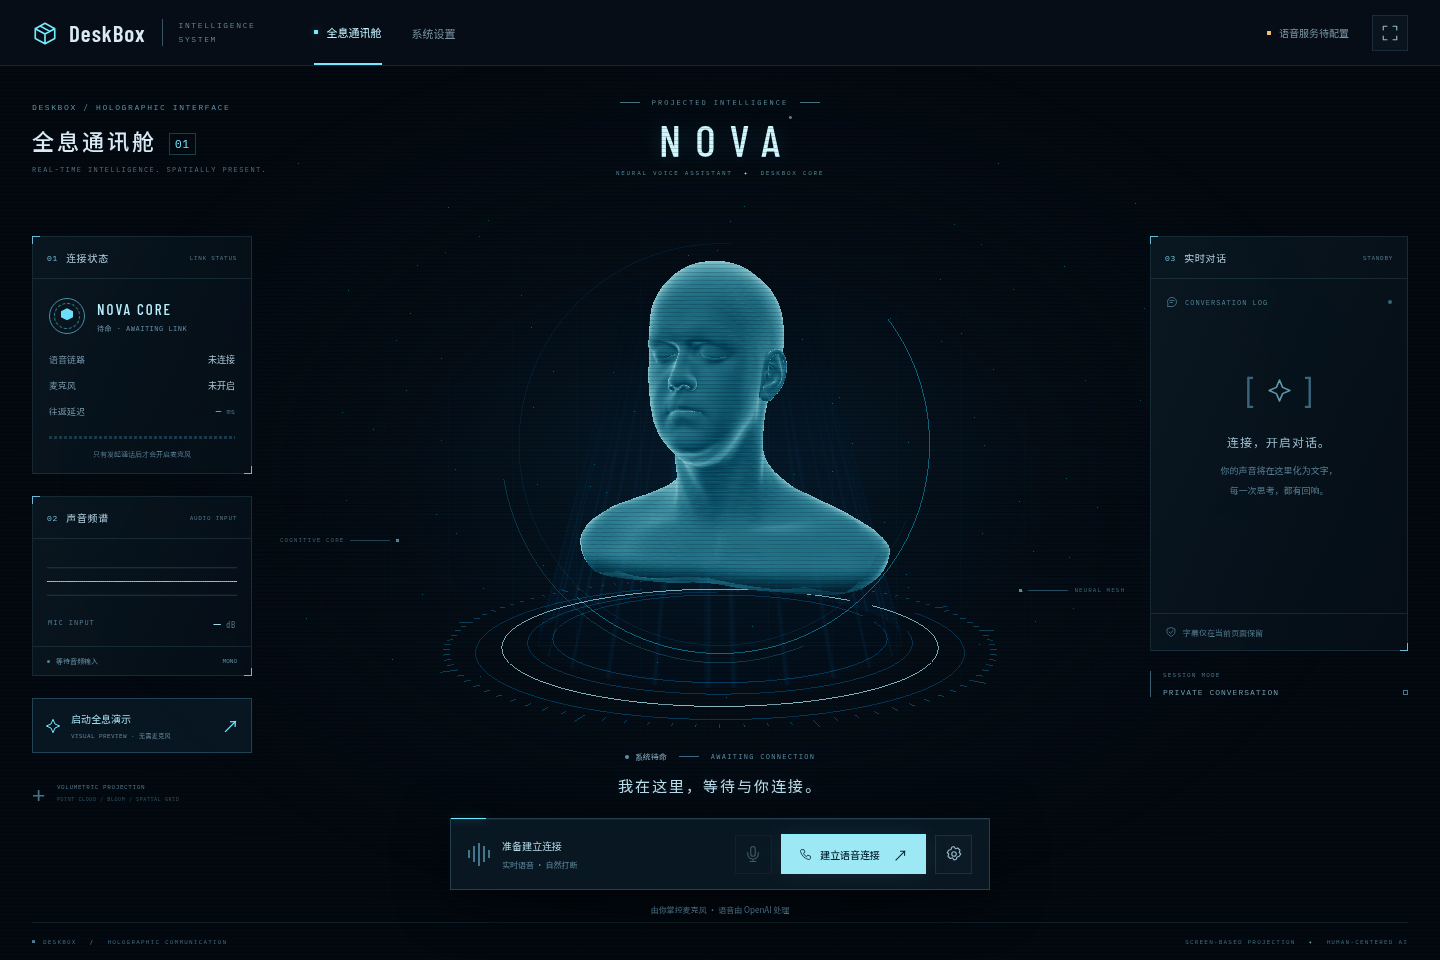 DeskBox
INTELLIGENCE
SYSTEM
全息通讯舱
系统设置
语音服务待配置
DESKBOX / HOLOGRAPHIC INTERFACE
全息通讯舱 01
REAL-TIME INTELLIGENCE. SPATIALLY PRESENT.
PROJECTED INTELLIGENCE
NOVA
NEURAL VOICE ASSISTANT ✦ DESKBOX CORE
01 连接状态 LINK STATUS
NOVA CORE
待命 · AWAITING LINK
语音链路 未连接
麦克风 未开启
往返延迟 — ms
只有发起通话后才会开启麦克风
02 声音频谱 AUDIO INPUT
MIC INPUT — dB
等待音频输入 MONO
启动全息演示
VISUAL PREVIEW · 无需麦克风
VOLUMETRIC PROJECTION
POINT CLOUD / BLOOM / SPATIAL GRID
COGNITIVE CORE
NEURAL MESH
03 实时对话 STANDBY
CONVERSATION LOG
连接，开启对话。
你的声音将在这里化为文字，
每一次思考，都有回响。
字幕仅在当前页面保留
SESSION MODE
PRIVATE CONVERSATION
系统待命 AWAITING CONNECTION
我在这里，等待与你连接。
准备建立连接
实时语音 · 自然打断
建立语音连接
由你掌控麦克风 · 语音由 OpenAI 处理
DESKBOX / HOLOGRAPHIC COMMUNICATION
SCREEN-BASED PROJECTION ✦ HUMAN-CENTERED AI